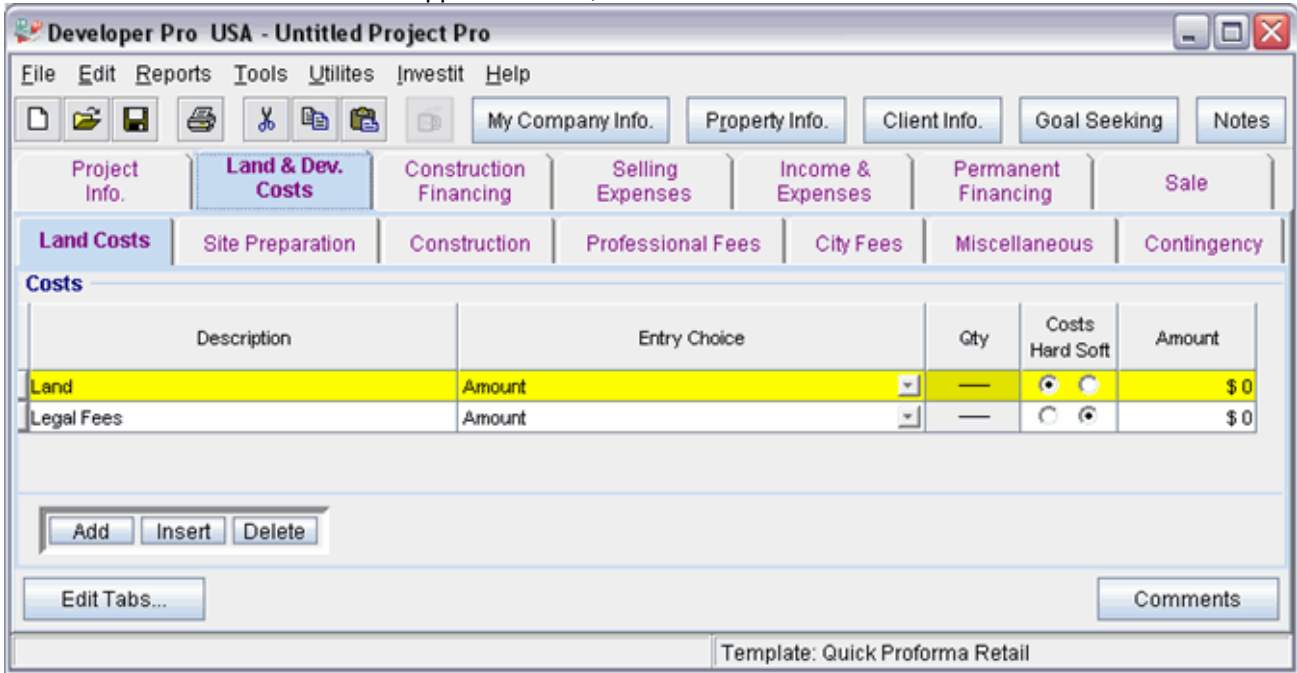 Developer Pro USA - Untitled Project Pro
File Edit Reports Tools Utilites Investit Help
My Company Info. Property Info. Client Info. Goal Seeking Notes
Project Info. Land & Dev. Costs Construction Financing Selling Expenses Income & Expenses Permanent Financing Sale
Land Costs Site Preparation Construction Professional Fees City Fees Miscellaneous Contingency
Costs
Description Entry Choice Qty Costs Hard Soft Amount
Land Amount — $ 0
Legal Fees Amount — $ 0
Add Insert Delete
Edit Tabs... Comments
Template: Quick Proforma Retail